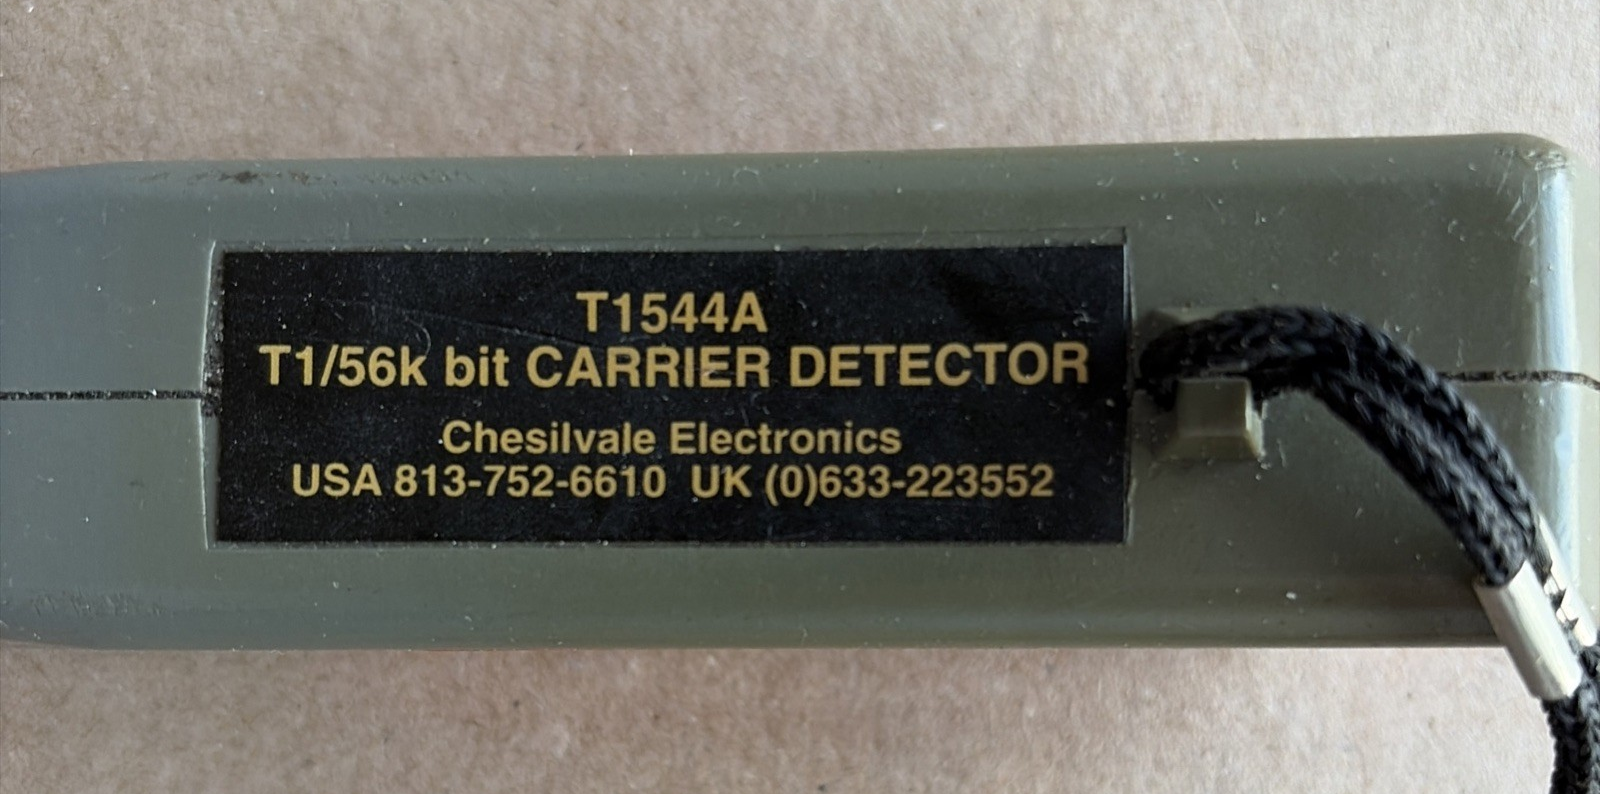 T1544A
T1/56k bit CARRIER DETECTOR
Chesilvale Electronics
USA 813-752-6610 UK (0)633-223552